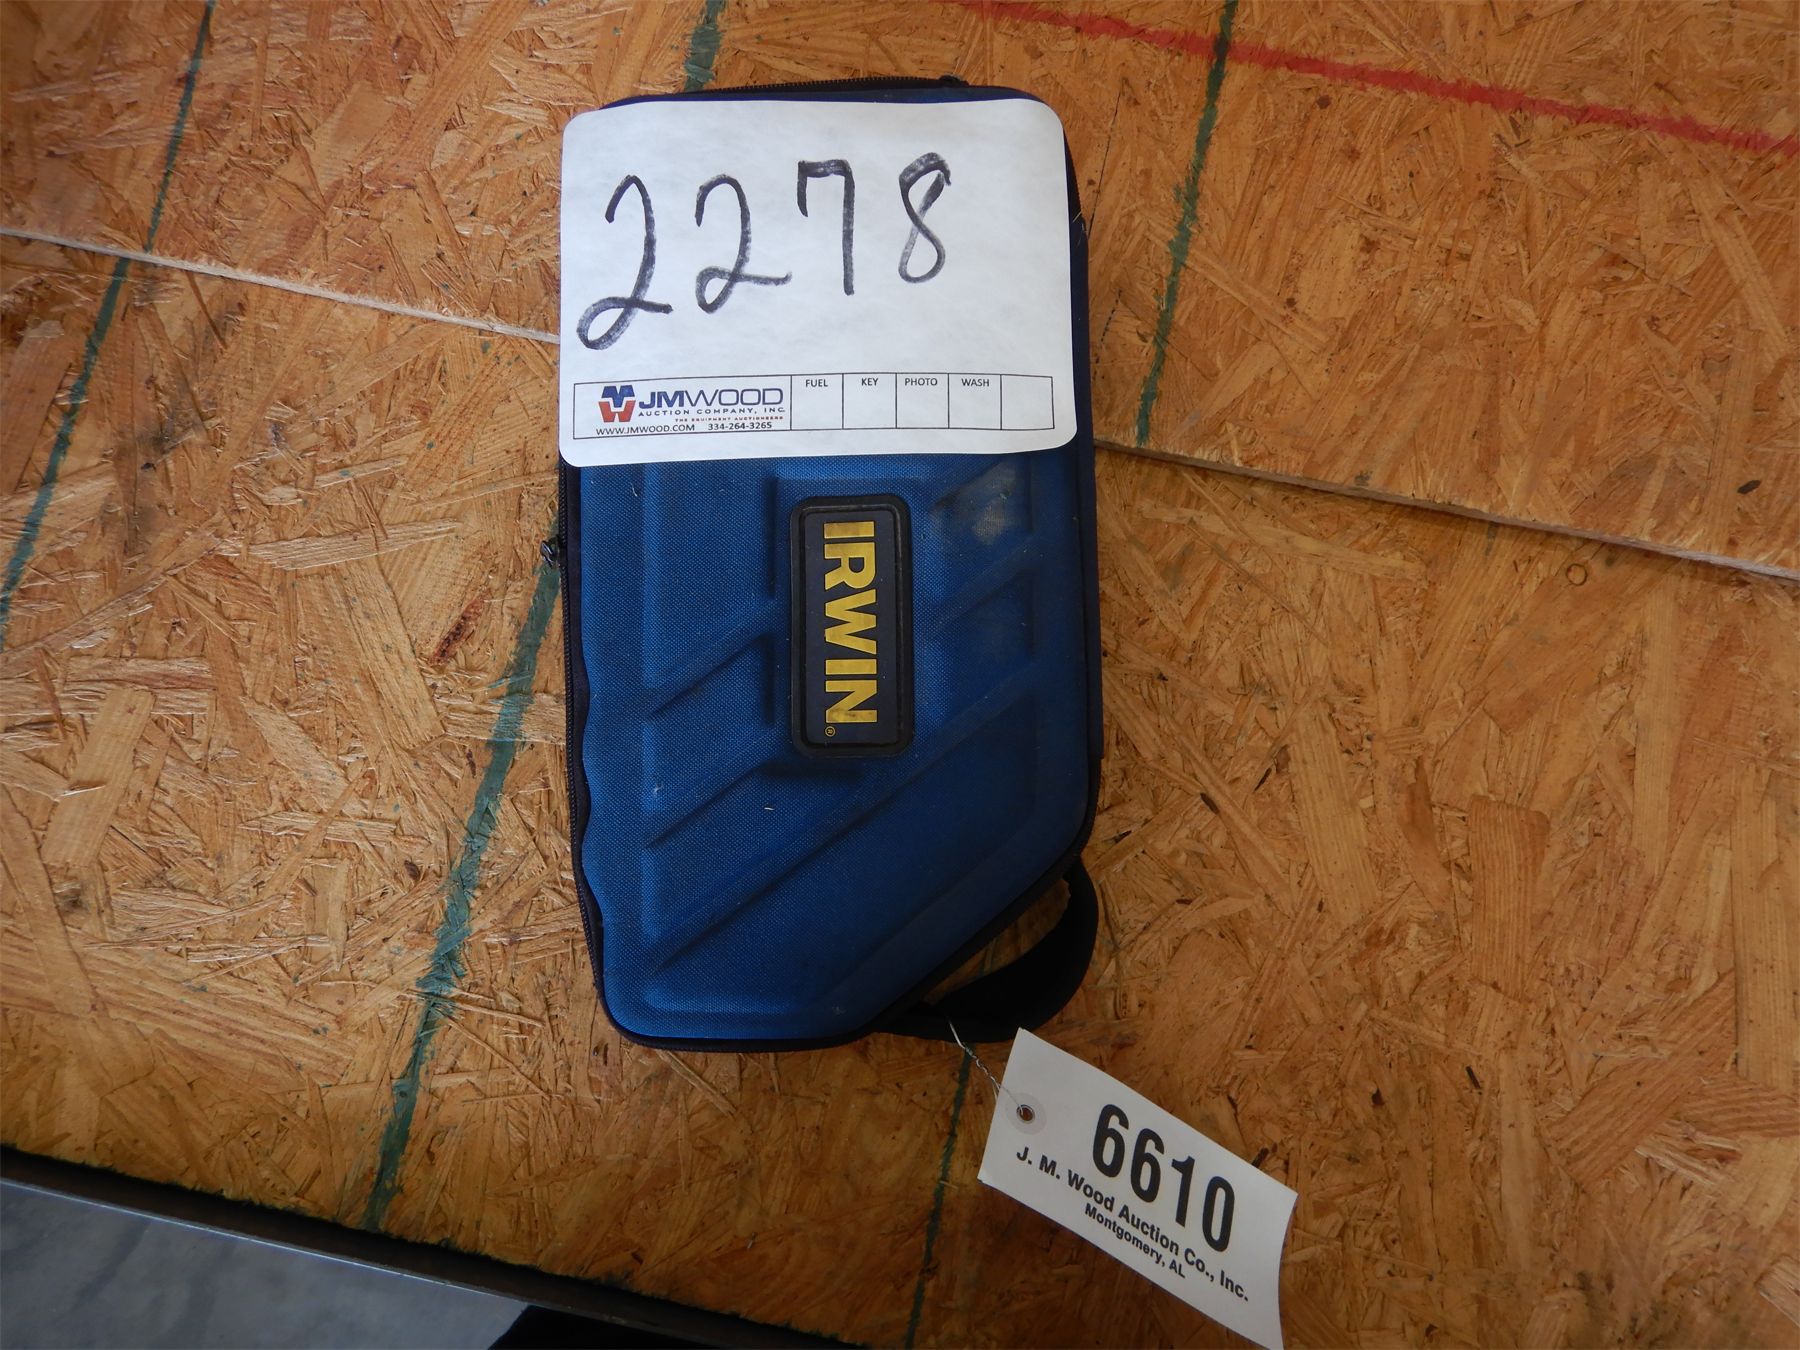 2278
JMWOOD
AUCTION COMPANY, INC.
THE EQUIPMENT AUCTIONEERS
WWW.JMWOOD.COM 334-264-3265
FUEL KEY PHOTO WASH
IRWIN®
6610
J. M. Wood Auction Co., Inc.
Montgomery, AL